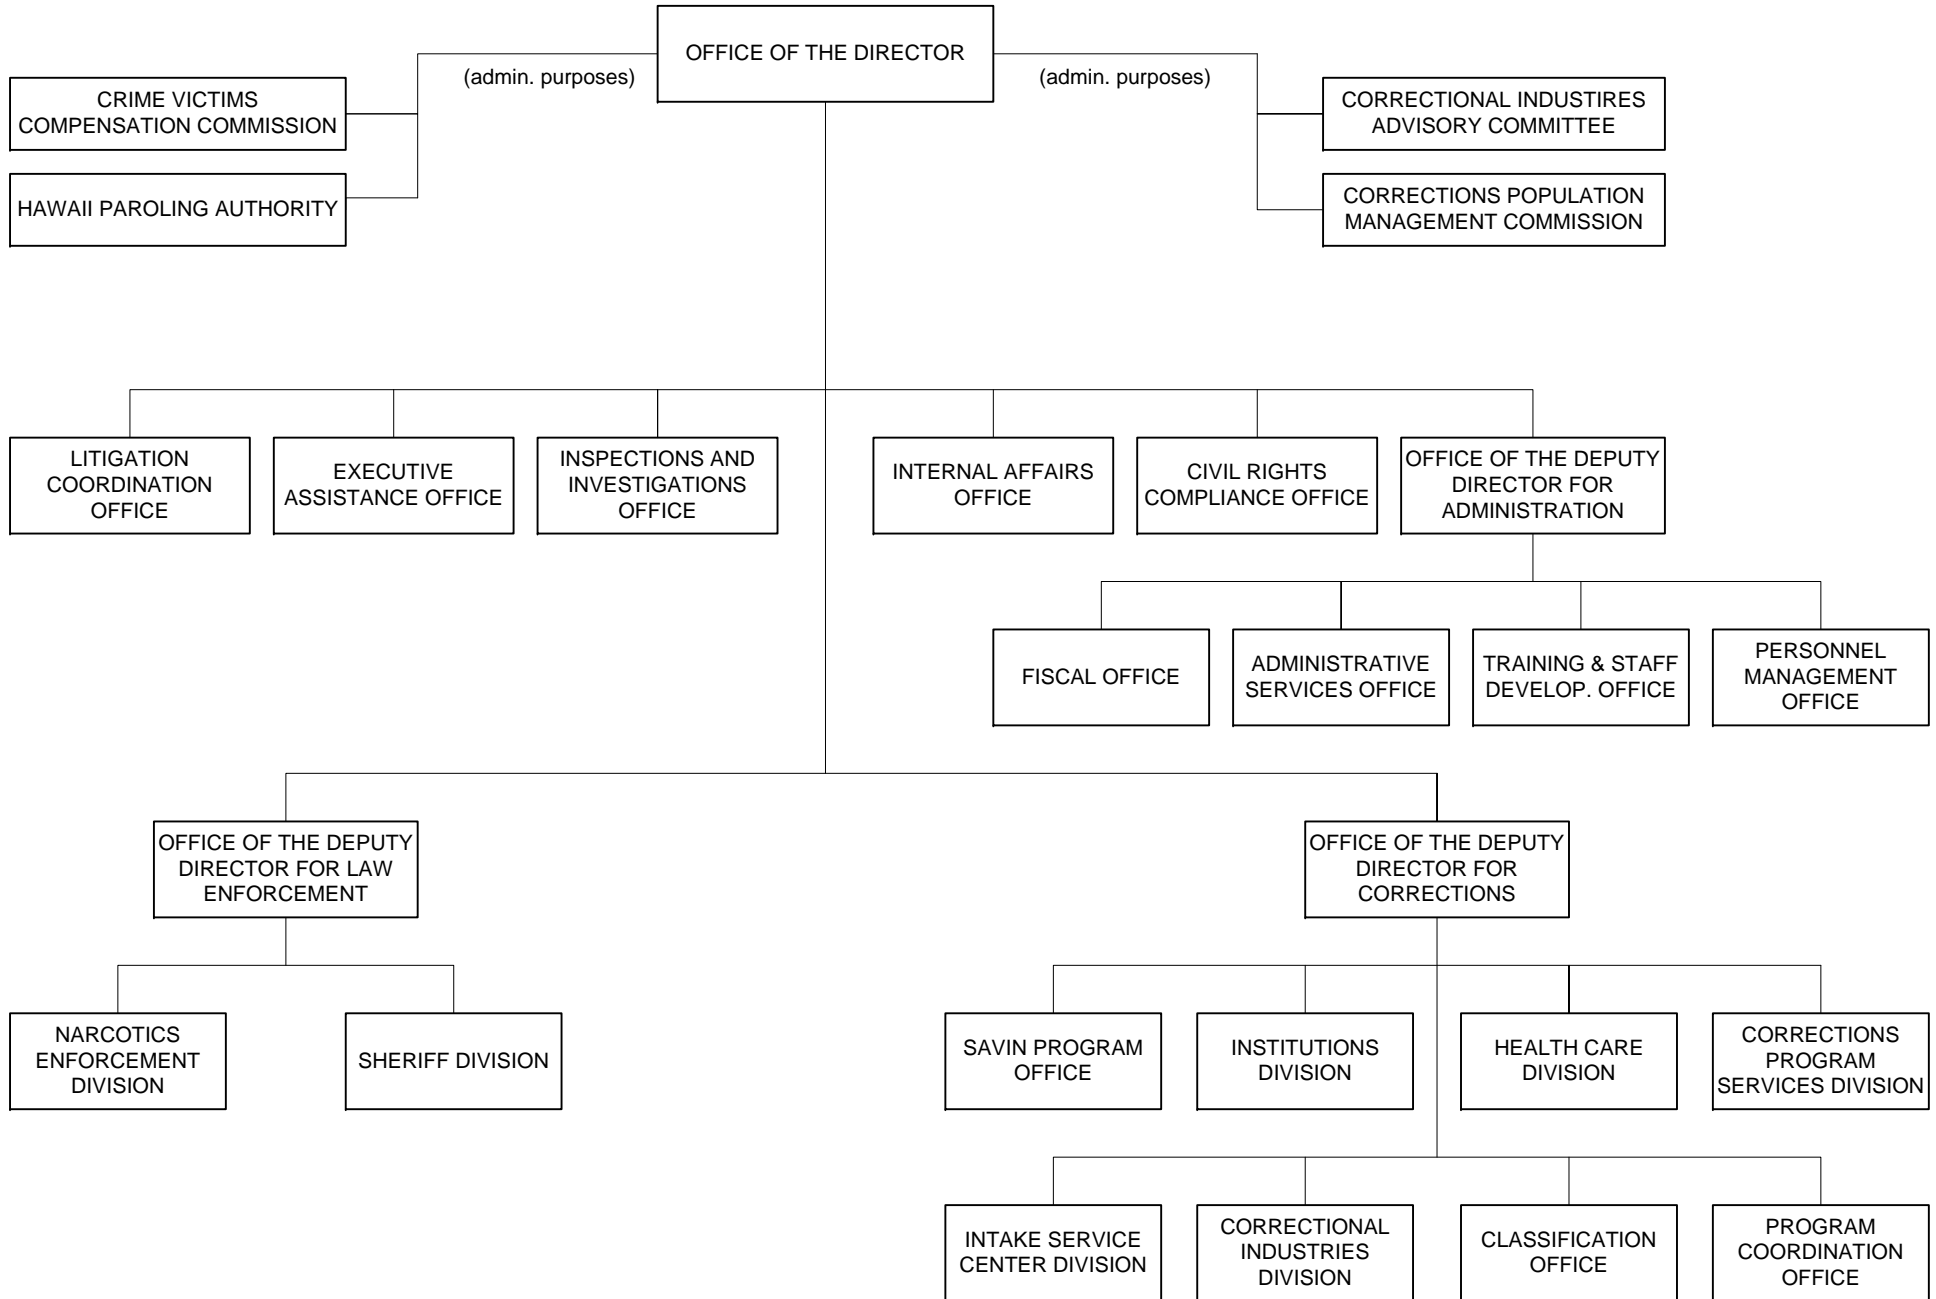 OFFICE OF THE DIRECTOR
(admin. purposes)
(admin. purposes)
CRIME VICTIMS
COMPENSATION COMMISSION
HAWAII PAROLING AUTHORITY
CORRECTIONAL INDUSTIRES
ADVISORY COMMITTEE
CORRECTIONS POPULATION
MANAGEMENT COMMISSION
LITIGATION
COORDINATION
OFFICE
EXECUTIVE
ASSISTANCE OFFICE
INSPECTIONS AND
INVESTIGATIONS
OFFICE
INTERNAL AFFAIRS
OFFICE
CIVIL RIGHTS
COMPLIANCE OFFICE
OFFICE OF THE DEPUTY
DIRECTOR FOR
ADMINISTRATION
FISCAL OFFICE
ADMINISTRATIVE
SERVICES OFFICE
TRAINING & STAFF
DEVELOP. OFFICE
PERSONNEL
MANAGEMENT
OFFICE
OFFICE OF THE DEPUTY
DIRECTOR FOR LAW
ENFORCEMENT
OFFICE OF THE DEPUTY
DIRECTOR FOR
CORRECTIONS
NARCOTICS
ENFORCEMENT
DIVISION
SHERIFF DIVISION
SAVIN PROGRAM
OFFICE
INSTITUTIONS
DIVISION
HEALTH CARE
DIVISION
CORRECTIONS
PROGRAM
SERVICES DIVISION
INTAKE SERVICE
CENTER DIVISION
CORRECTIONAL
INDUSTRIES
DIVISION
CLASSIFICATION
OFFICE
PROGRAM
COORDINATION
OFFICE